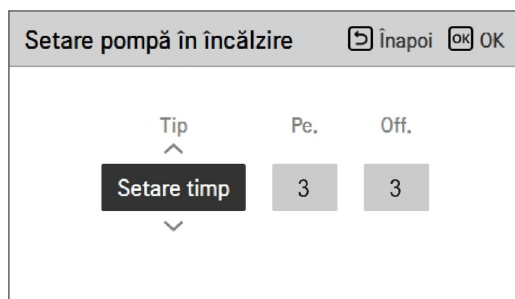 Setare pompă în încălzire Înapoi OK OK
Tip Pe. Off.
Setare timp 3 3